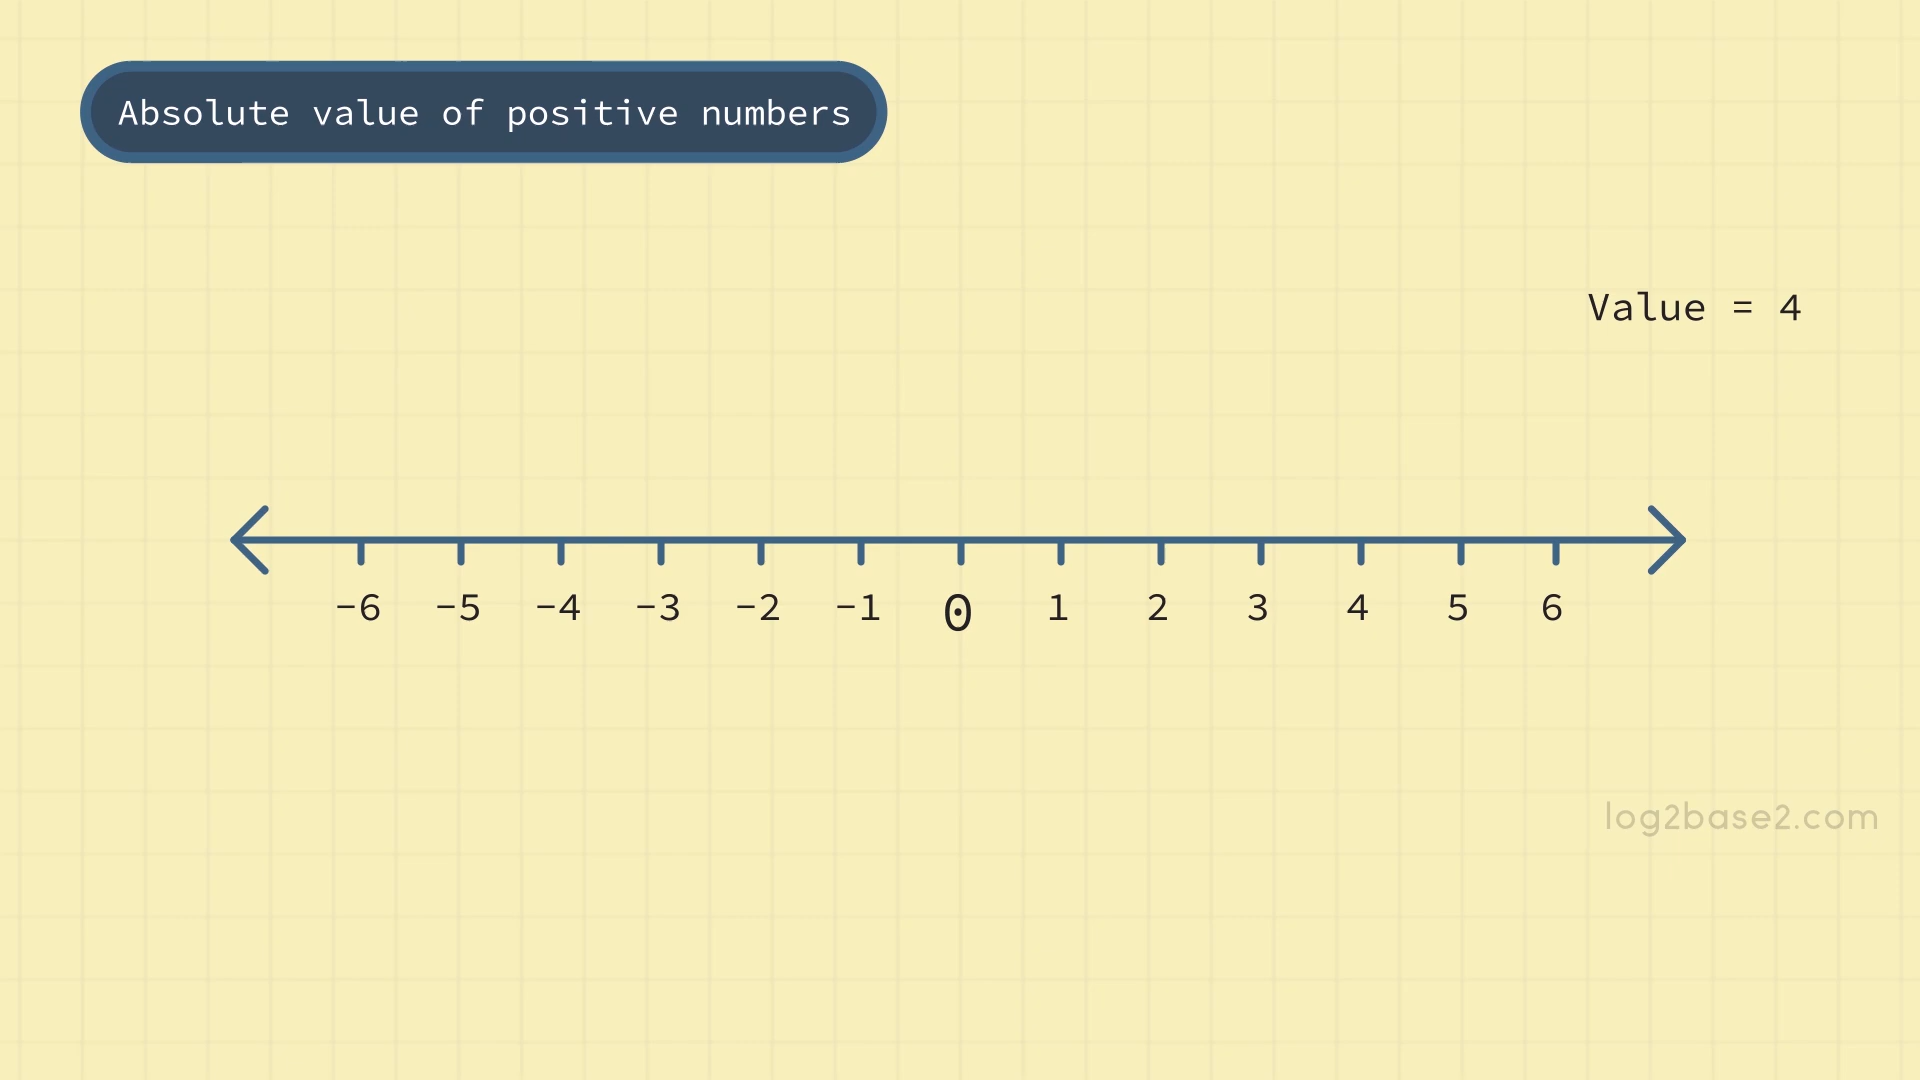 Absolute value of positive numbers
Value = 4
-6 -5 -4 -3 -2 -1 0 1 2 3 4 5 6
log2base2.com